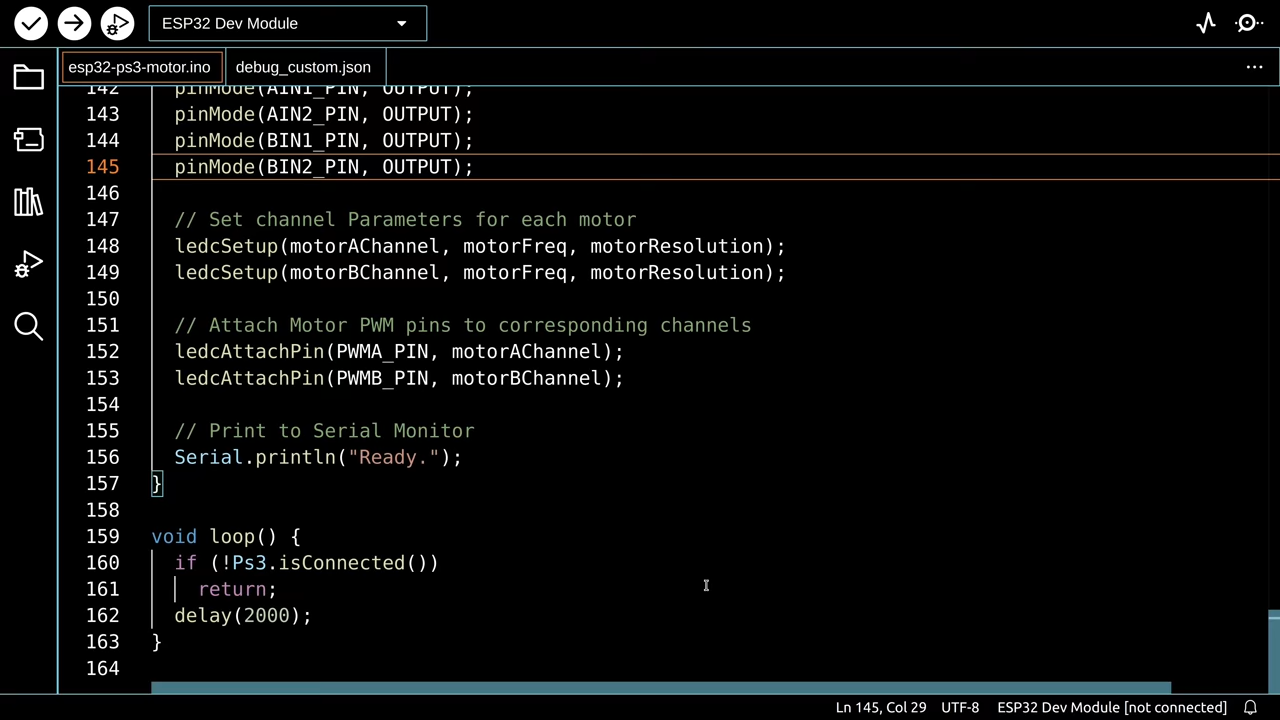 ESP32 Dev Module
esp32-ps3-motor.ino
debug_custom.json
142 pinMode(AIN1_PIN, OUTPUT);
143 pinMode(AIN2_PIN, OUTPUT);
144 pinMode(BIN1_PIN, OUTPUT);
145 pinMode(BIN2_PIN, OUTPUT);
146
147 // Set channel Parameters for each motor
148 ledcSetup(motorAChannel, motorFreq, motorResolution);
149 ledcSetup(motorBChannel, motorFreq, motorResolution);
150
151 // Attach Motor PWM pins to corresponding channels
152 ledcAttachPin(PWMA_PIN, motorAChannel);
153 ledcAttachPin(PWMB_PIN, motorBChannel);
154
155 // Print to Serial Monitor
156 Serial.println("Ready.");
157 }
158
159 void loop() {
160 if (!Ps3.isConnected())
161 return;
162 delay(2000);
163 }
164
Ln 145, Col 29 UTF-8 ESP32 Dev Module [not connected]